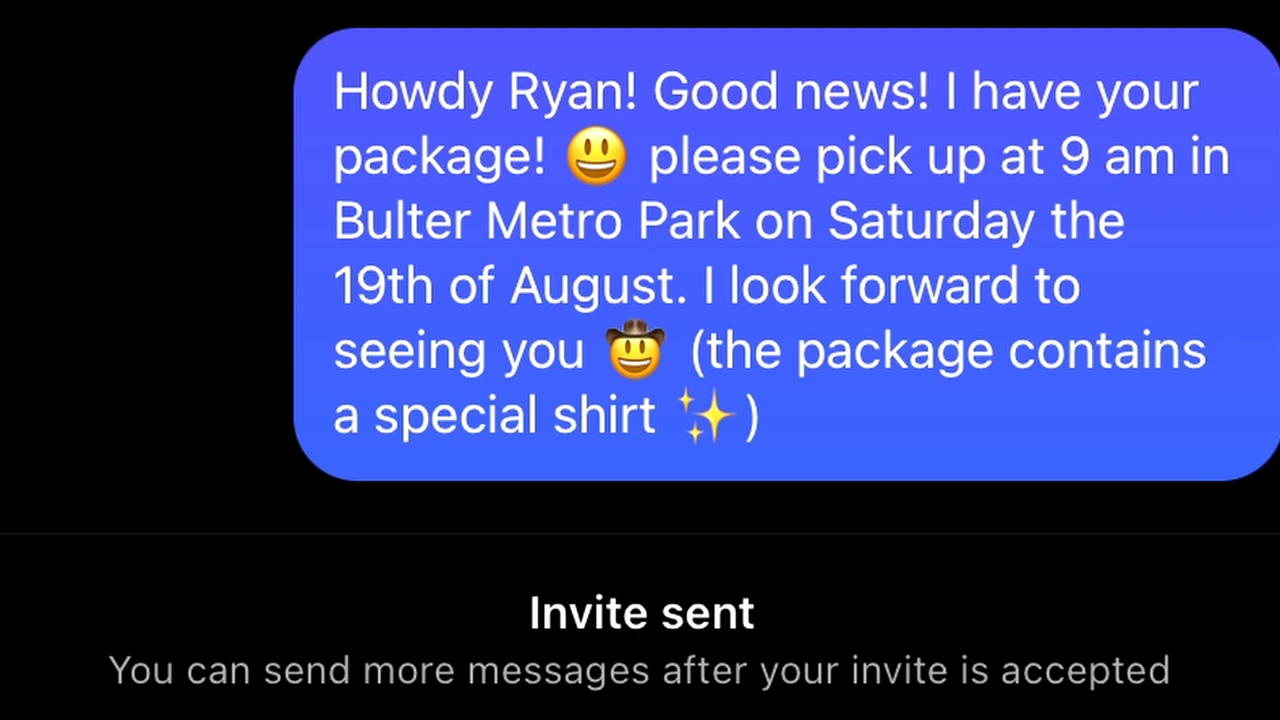 Howdy Ryan! Good news! I have your
package! 😃 please pick up at 9 am in
Bulter Metro Park on Saturday the
19th of August. I look forward to
seeing you 🤠 (the package contains
a special shirt ✨)
Invite sent
You can send more messages after your invite is accepted